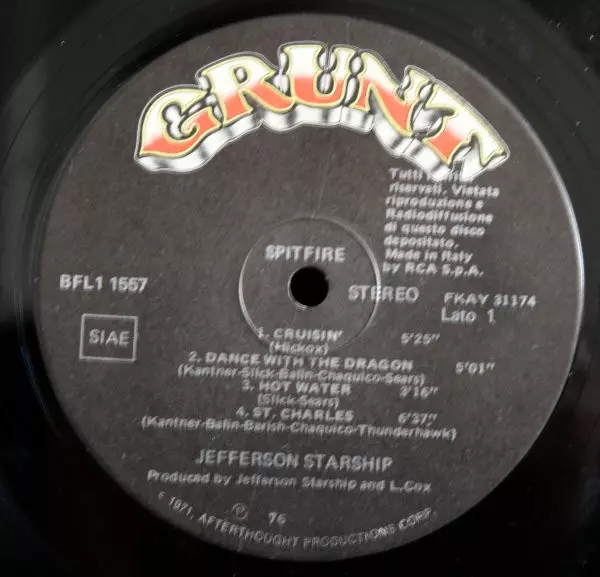 GRUNT
Tutti i diritti
riservati. Vietata
riproduzione e
Radiodiffusione
di questo disco
depositato.
Made in Italy
by RCA S.p.A.
SPITFIRE
BFL1 1557
STEREO
FKAY 31174
Lato 1
SIAE
1. CRUISIN' 5'25"
(Hickox)
2. DANCE WITH THE DRAGON 5'01"
(Kantner-Slick-Balin-Chaquico-Sears)
3. HOT WATER 3'16"
(Slick-Sears)
4. ST. CHARLES 6'37"
(Kantner-Balin-Barish-Chaquico-Thunderhawk)
JEFFERSON STARSHIP
Produced by Jefferson Starship and L.Cox
℗ 76
© 1971, AFTERTHOUGHT PRODUCTIONS CORP.